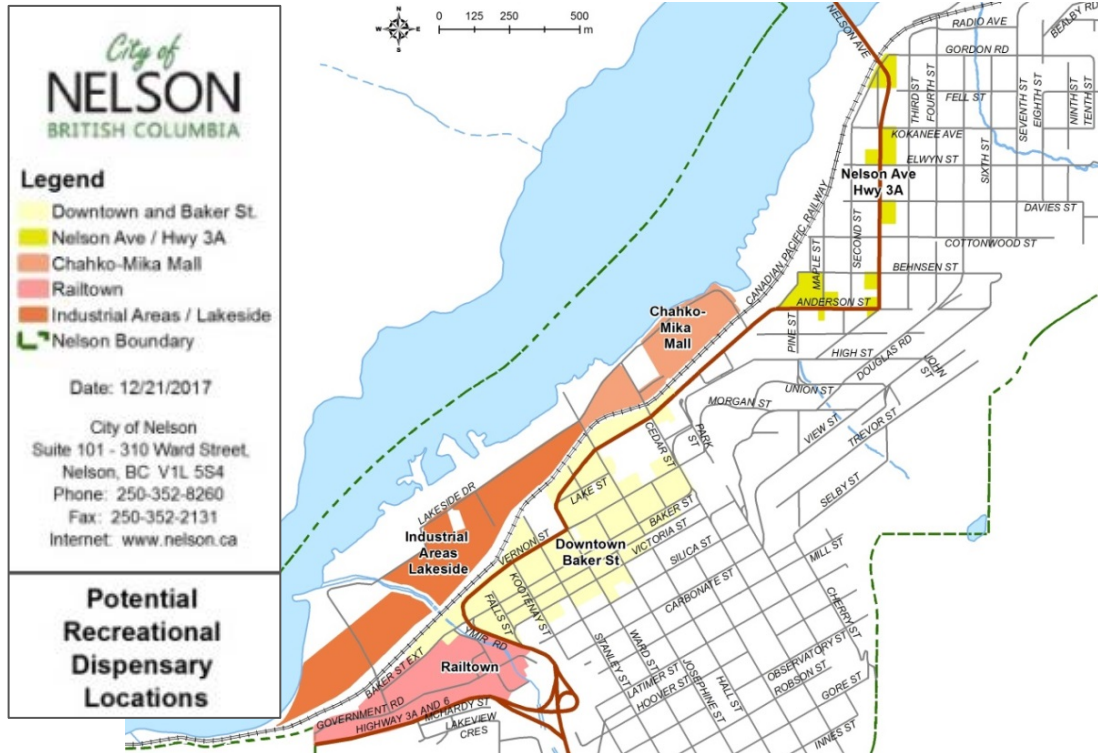 City of
NELSON
BRITISH COLUMBIA
Legend
Downtown and Baker St.
Nelson Ave / Hwy 3A
Chahko-Mika Mall
Railtown
Industrial Areas / Lakeside
Nelson Boundary
Date: 12/21/2017
City of Nelson
Suite 101 - 310 Ward Street,
Nelson, BC V1L 5S4
Phone: 250-352-8260
Fax: 250-352-2131
Internet: www.nelson.ca
Potential
Recreational
Dispensary
Locations
N
W E
S
0 125 250 500
m
NELSON AVE
RADIO AVE
BEALBY RD
GORDON RD
THIRD ST
FOURTH ST
FELL ST
SEVENTH ST
EIGHTH ST
NINTH ST
TENTH ST
KOKANEE AVE
ELWYN ST
SIXTH ST
Nelson Ave
Hwy 3A
DAVIES ST
CANADIAN PACIFIC RAILWAY
MAPLE ST
SECOND ST
COTTONWOOD ST
BEHNSEN ST
ANDERSON ST
Chahko-
Mika
Mall
PINE ST
HIGH ST
DOUGLAS RD
JOHN ST
UNION ST
MORGAN ST
VIEW ST
TREVOR ST
PARK ST
CEDAR ST
SELBY ST
LAKESIDE DR
LAKE ST
BAKER ST
VICTORIA ST
Industrial
Areas
Lakeside
VERNON ST
Downtown
Baker St
SILICA ST
CARBONATE ST
MILL ST
KOOTENAY ST
FALLS ST
CHERRY ST
YMIR RD
STANLEY ST
WARD ST
BAKER ST EXT
Railtown
LATIMER ST
HOOVER ST
JOSEPHINE ST
HALL ST
OBSERVATORY ST
ROBSON ST
GORE ST
INNES ST
GOVERNMENT RD
HIGHWAY 3A AND 6
MCHARDY ST
LAKEVIEW
CRES